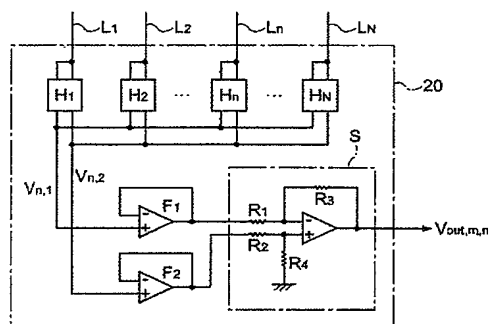 L1 L2 Ln LN
20
H1 H2 ... Hn ... HN
S
Vn,1 Vn,2
F1 R1 R3
Vout,m,n
R2
F2 R4